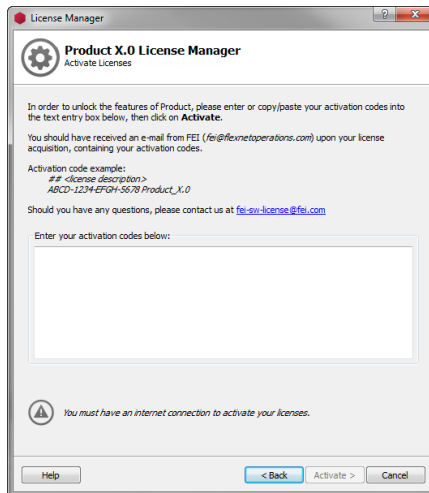 License Manager
Product X.0 License Manager
Activate Licenses
In order to unlock the features of Product, please enter or copy/paste your activation codes into
the text entry box below, then click on Activate.
You should have received an e-mail from FEI (fei@flexnetoperations.com) upon your license
acquisition, containing your activation codes.
Activation code example:
## <license description>
ABCD-1234-EFGH-5678 Product_X.0
Should you have any questions, please contact us at fei-sw-license@fei.com
Enter your activation codes below:
You must have an internet connection to activate your licenses.
Help
< Back
Activate >
Cancel